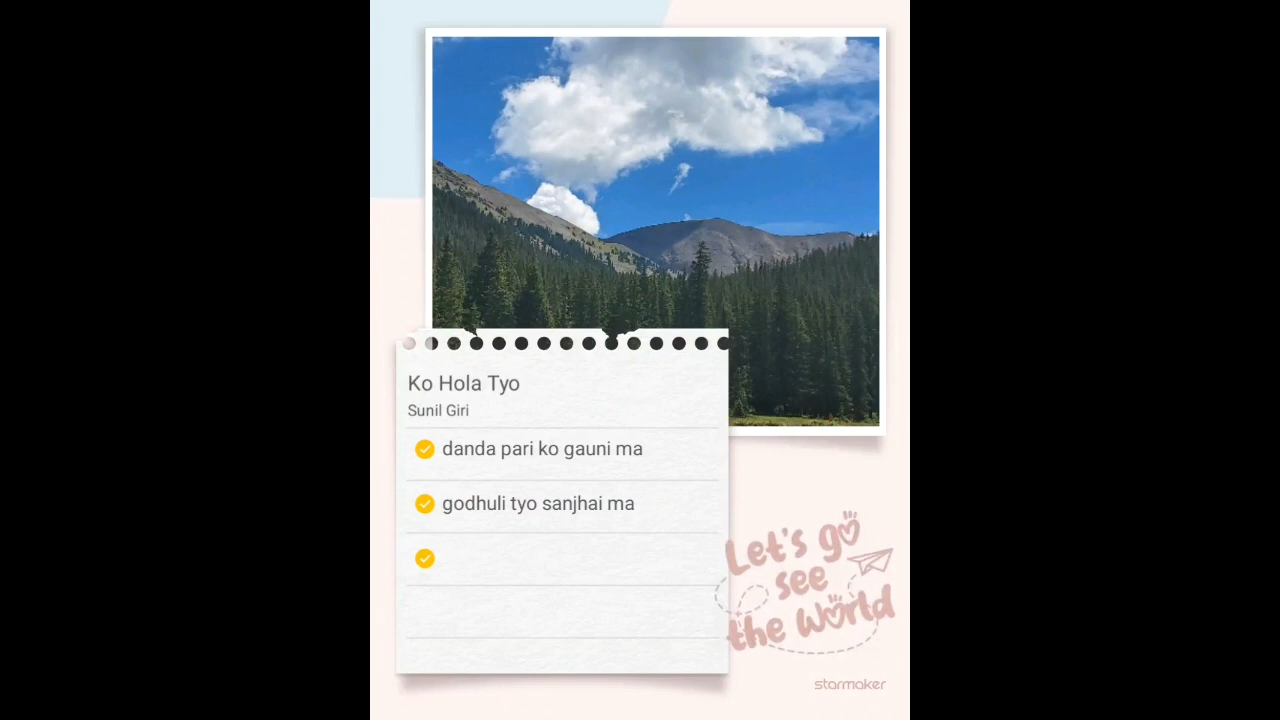 Ko Hola Tyo
Sunil Giri
danda pari ko gauni ma
godhuli tyo sanjhai ma
Let's go
see
the World
starmaker